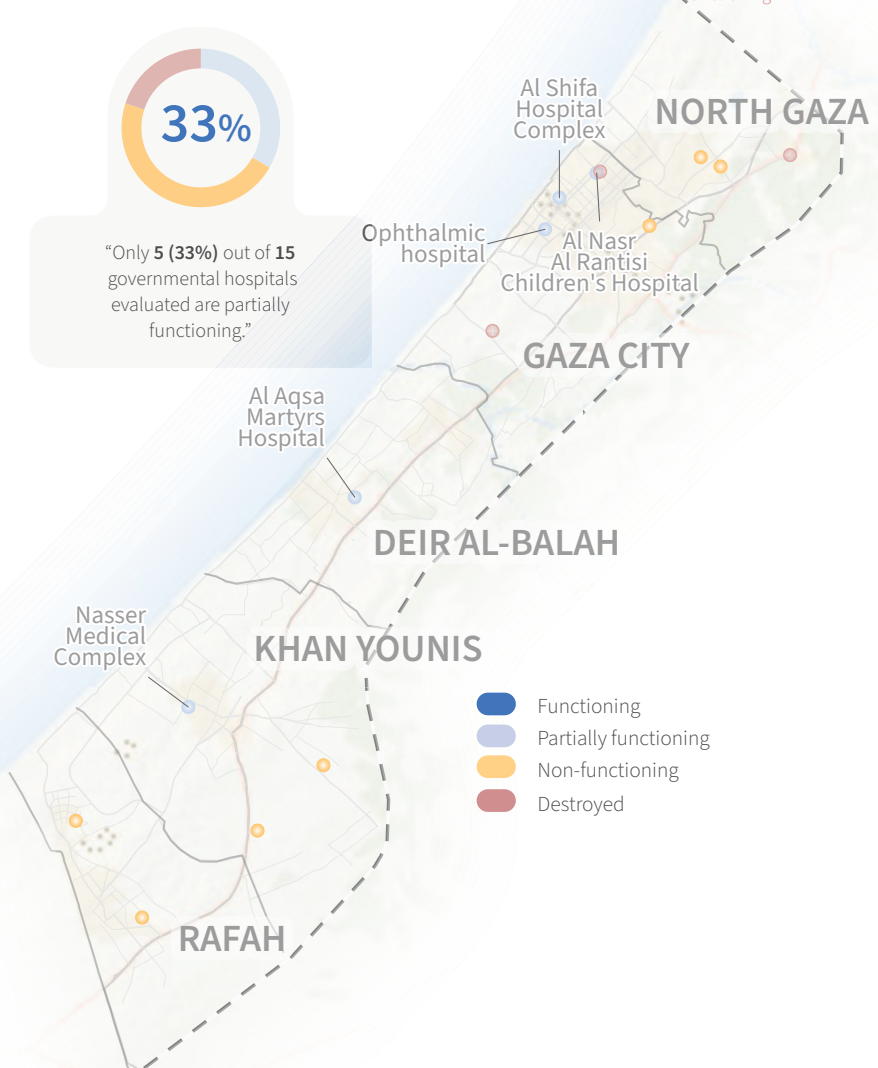 33%
“Only 5 (33%) out of 15
governmental hospitals
evaluated are partially
functioning.”
Al Shifa
Hospital
Complex
NORTH GAZA
Ophthalmic
hospital
Al Nasr
Al Rantisi
Children's Hospital
GAZA CITY
Al Aqsa
Martyrs
Hospital
DEIR AL-BALAH
Nasser
Medical
Complex
KHAN YOUNIS
Functioning
Partially functioning
Non-functioning
Destroyed
RAFAH